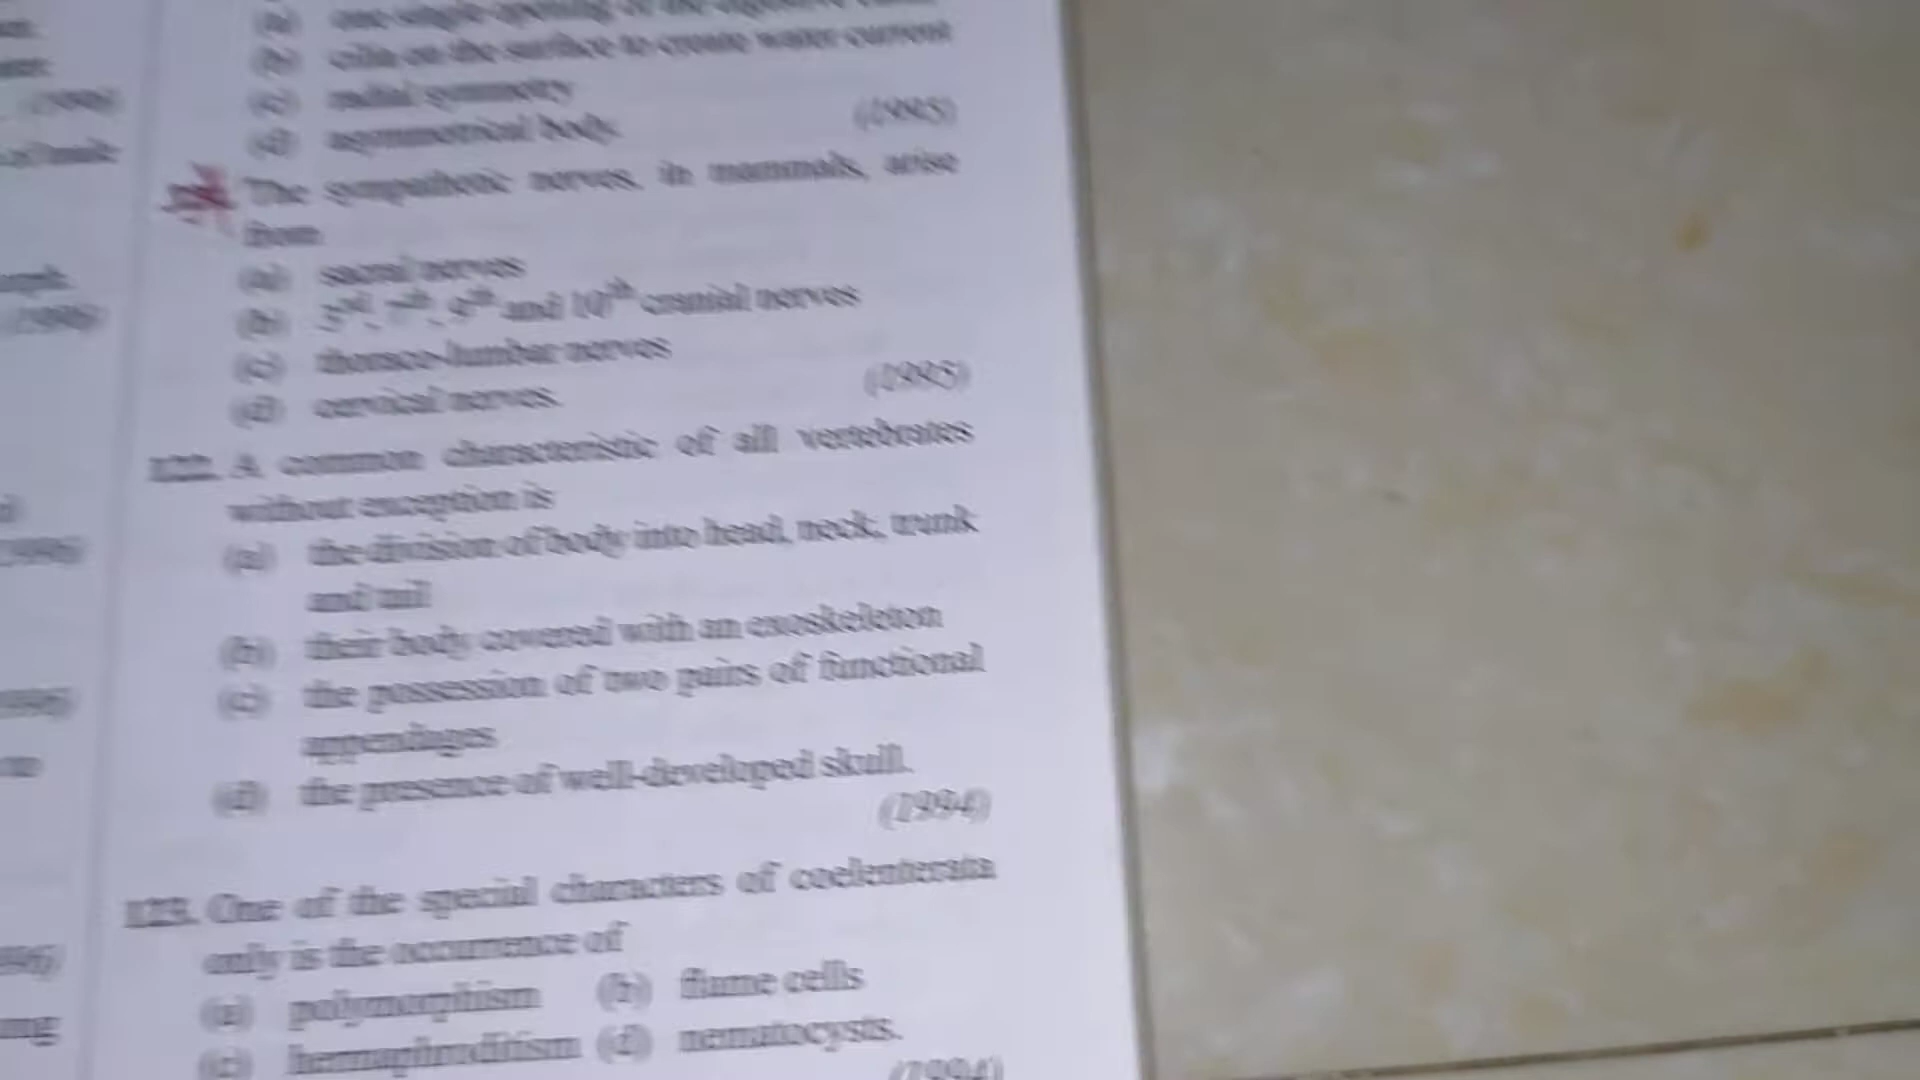 (b) cilia on the surface to create water current
(c) radial symmetry
(d) asymmetrical body. (1995)
The sympathetic nerves, in mammals, arise
from
(a) sacral nerves
(b) 3rd, 7th, 9th and 10th cranial nerves
(c) thoraco-lumbar nerves
(d) cervical nerves. (1995)
122. A common characteristic of all vertebrates
without exception is
(a) the division of body into head, neck, trunk
and tail
(b) their body covered with an exoskeleton
(c) the possession of two pairs of functional
appendages
(d) the presence of well-developed skull.
(1994)
123. One of the special characters of coelenterata
only is the occurrence of
(a) polymorphism (b) flame cells
(c) hermaphroditism (d) nematocysts.
(1994)